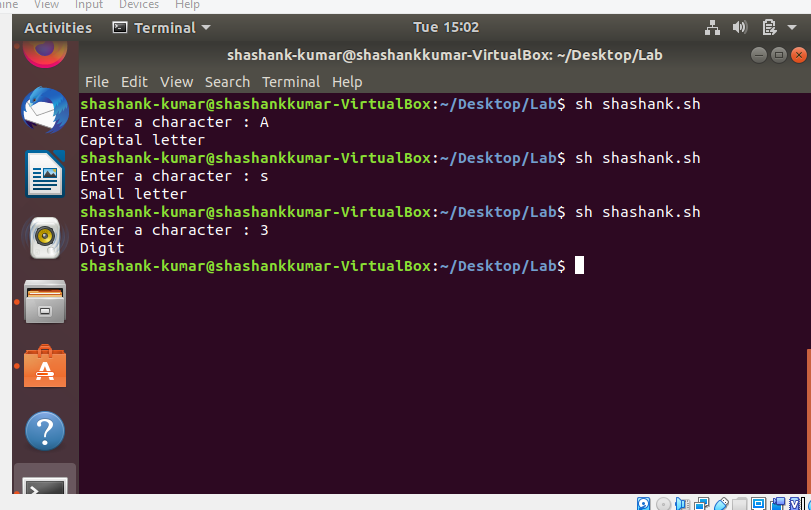 View Input Devices Help
Activities Terminal Tue 15:02
shashank-kumar@shashankkumar-VirtualBox: ~/Desktop/Lab
File Edit View Search Terminal Help
shashank-kumar@shashankkumar-VirtualBox:~/Desktop/Lab$ sh shashank.sh
Enter a character : A
Capital letter
shashank-kumar@shashankkumar-VirtualBox:~/Desktop/Lab$ sh shashank.sh
Enter a character : s
Small letter
shashank-kumar@shashankkumar-VirtualBox:~/Desktop/Lab$ sh shashank.sh
Enter a character : 3
Digit
shashank-kumar@shashankkumar-VirtualBox:~/Desktop/Lab$